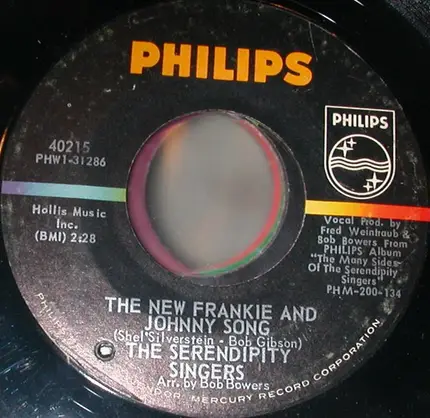 PHILIPS
40215
PHW1-31286
PHILIPS
Hollis Music
Inc.
(BMI) 2:28
Vocal Prod. by
Fred Weintraub &
Bob Bowers From
PHILIPS Album
"The Many Sides
Of The Serendipity
Singers"
PHM-200-134
THE NEW FRANKIE AND
JOHNNY SONG
(Shel Silverstein - Bob Gibson)
THE SERENDIPITY
SINGERS
Arr. by Bob Bowers
MERCURY RECORD CORPORATION